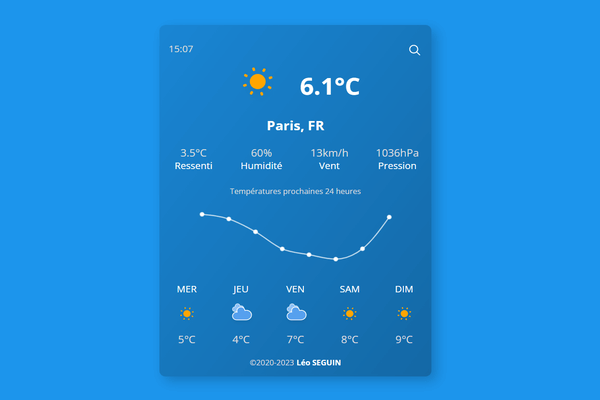 15:07
6.1°C
Paris, FR
3.5°C 60% 13km/h 1036hPa
Ressenti Humidité Vent Pression
Températures prochaines 24 heures
MER JEU VEN SAM DIM
5°C 4°C 7°C 8°C 9°C
©2020-2023 Léo SEGUIN